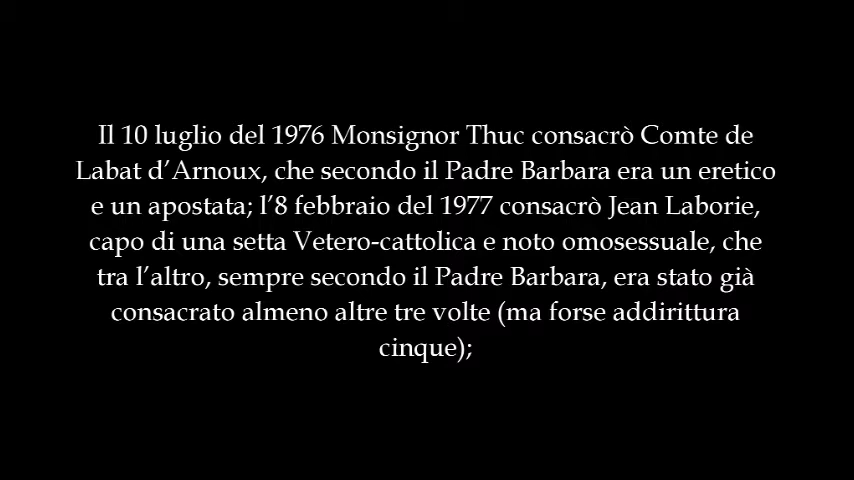 Il 10 luglio del 1976 Monsignor Thuc consacrò Comte de
Labat d’Arnoux, che secondo il Padre Barbara era un eretico
e un apostata; l’8 febbraio del 1977 consacrò Jean Laborie,
capo di una setta Vetero-cattolica e noto omosessuale, che
tra l’altro, sempre secondo il Padre Barbara, era stato già
consacrato almeno altre tre volte (ma forse addirittura
cinque);